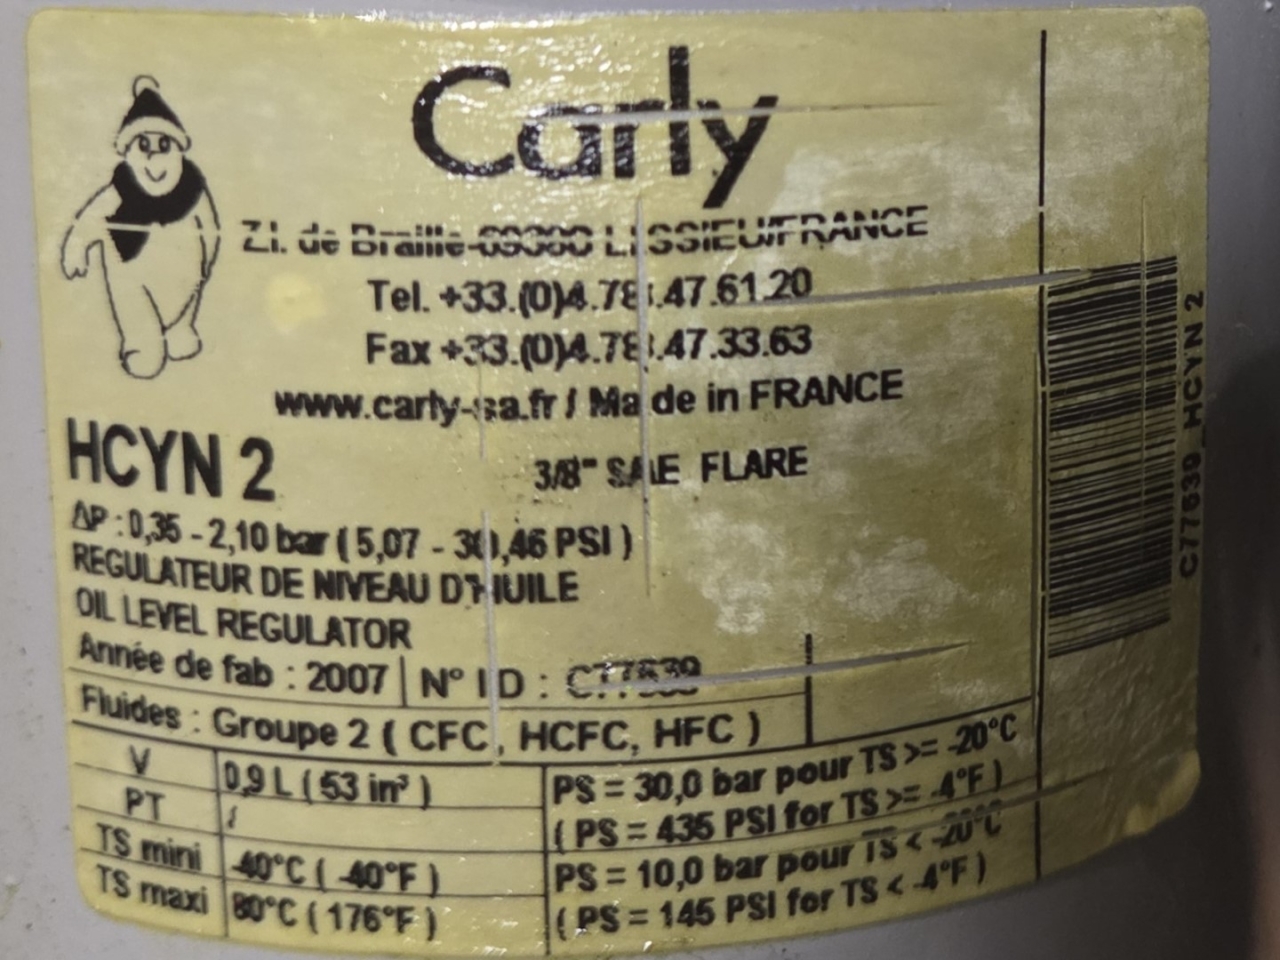 Carly
Z.I. de Braille-69380 LISSIEU/FRANCE
Tel. +33.(0)4.78.47.61.20
Fax +33.(0)4.78.47.33.63
www.carly-sa.fr / Made in FRANCE
HCYN 2
3/8" SAE FLARE
ΔP : 0,35 - 2,10 bar ( 5,07 - 30,46 PSI )
REGULATEUR DE NIVEAU D'HUILE
OIL LEVEL REGULATOR
Année de fab : 2007 N° ID : C77639
Fluides : Groupe 2 ( CFC, HCFC, HFC )
V 0,9 L ( 53 in³ )
PT /
TS mini -40°C ( -40°F )
TS maxi 80°C ( 176°F )
PS = 30,0 bar pour TS >= -20°C
( PS = 435 PSI for TS >= -4°F )
PS = 10,0 bar pour TS < -20°C
( PS = 145 PSI for TS < -4°F )
C77639 HCYN 2